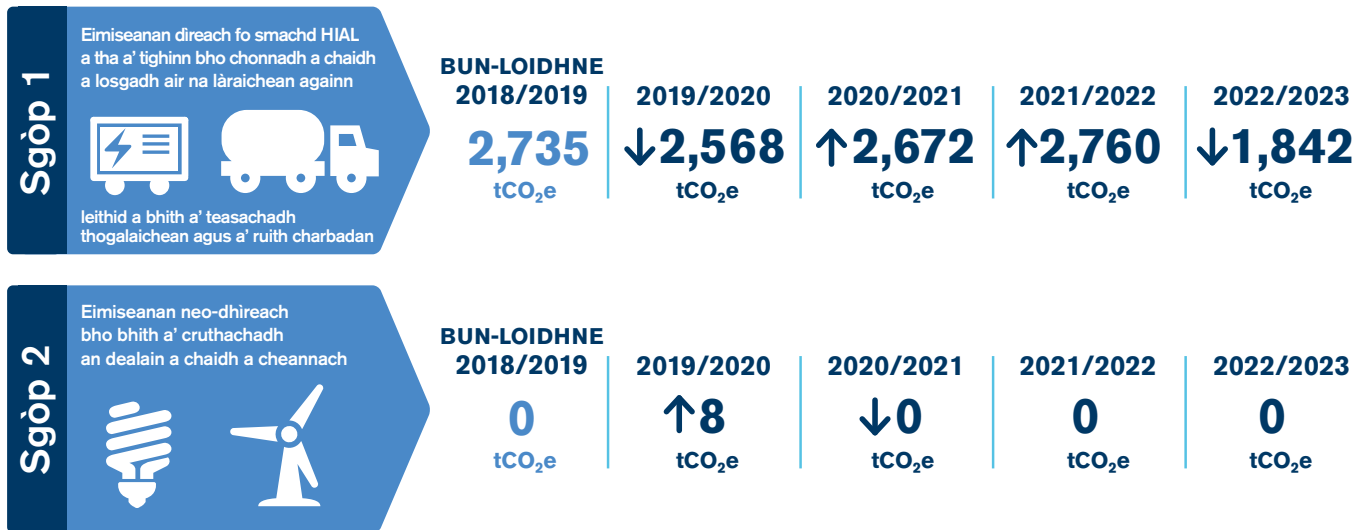 Sgòp 1
Eimiseanan dìreach fo smachd HIAL
a tha a' tighinn bho chonnadh a chaidh
a losgadh air na làraichean againn
leithid a bhith a' teasachadh
thogalaichean agus a' ruith charbadan
BUN-LOIDHNE
2018/2019
2,735
tCO₂e
2019/2020
↓2,568
tCO₂e
2020/2021
↑2,672
tCO₂e
2021/2022
↑2,760
tCO₂e
2022/2023
↓1,842
tCO₂e
Sgòp 2
Eimiseanan neo-dhìreach
bho bhith a' cruthachadh
an dealain a chaidh a cheannach
BUN-LOIDHNE
2018/2019
0
tCO₂e
2019/2020
↑8
tCO₂e
2020/2021
↓0
tCO₂e
2021/2022
0
tCO₂e
2022/2023
0
tCO₂e